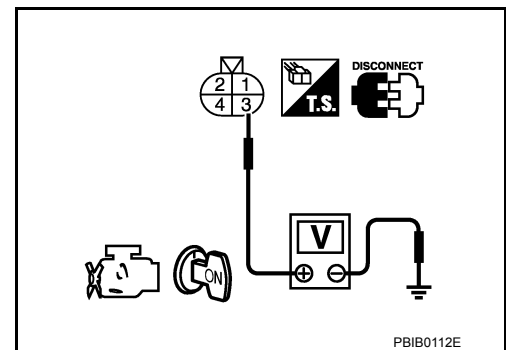 DISCONNECT
2 1
4 3
T.S.
V
ON
+ −
PBIB0112E